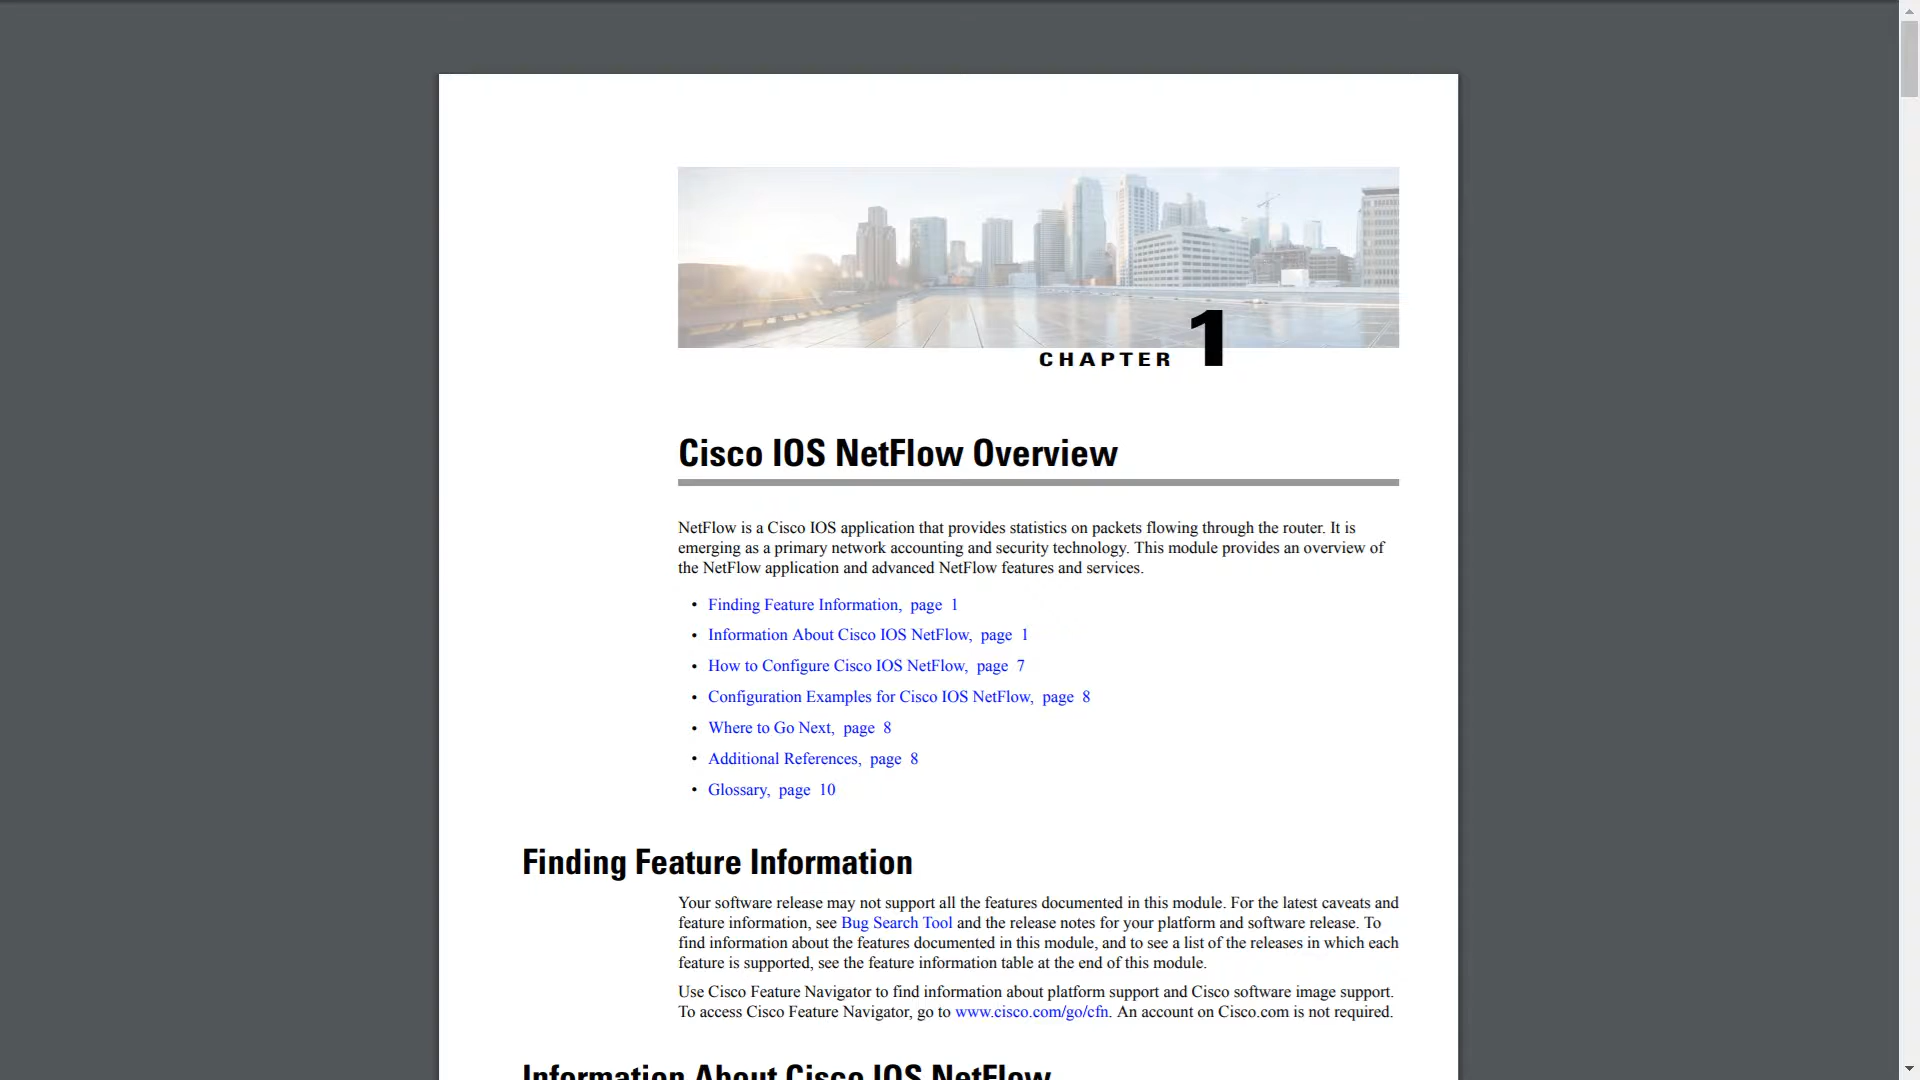 CHAPTER 1
Cisco IOS NetFlow Overview
NetFlow is a Cisco IOS application that provides statistics on packets flowing through the router. It is
emerging as a primary network accounting and security technology. This module provides an overview of
the NetFlow application and advanced NetFlow features and services.
• Finding Feature Information, page 1
• Information About Cisco IOS NetFlow, page 1
• How to Configure Cisco IOS NetFlow, page 7
• Configuration Examples for Cisco IOS NetFlow, page 8
• Where to Go Next, page 8
• Additional References, page 8
• Glossary, page 10
Finding Feature Information
Your software release may not support all the features documented in this module. For the latest caveats and
feature information, see Bug Search Tool and the release notes for your platform and software release. To
find information about the features documented in this module, and to see a list of the releases in which each
feature is supported, see the feature information table at the end of this module.
Use Cisco Feature Navigator to find information about platform support and Cisco software image support.
To access Cisco Feature Navigator, go to www.cisco.com/go/cfn. An account on Cisco.com is not required.
Information About Cisco IOS NetFlow